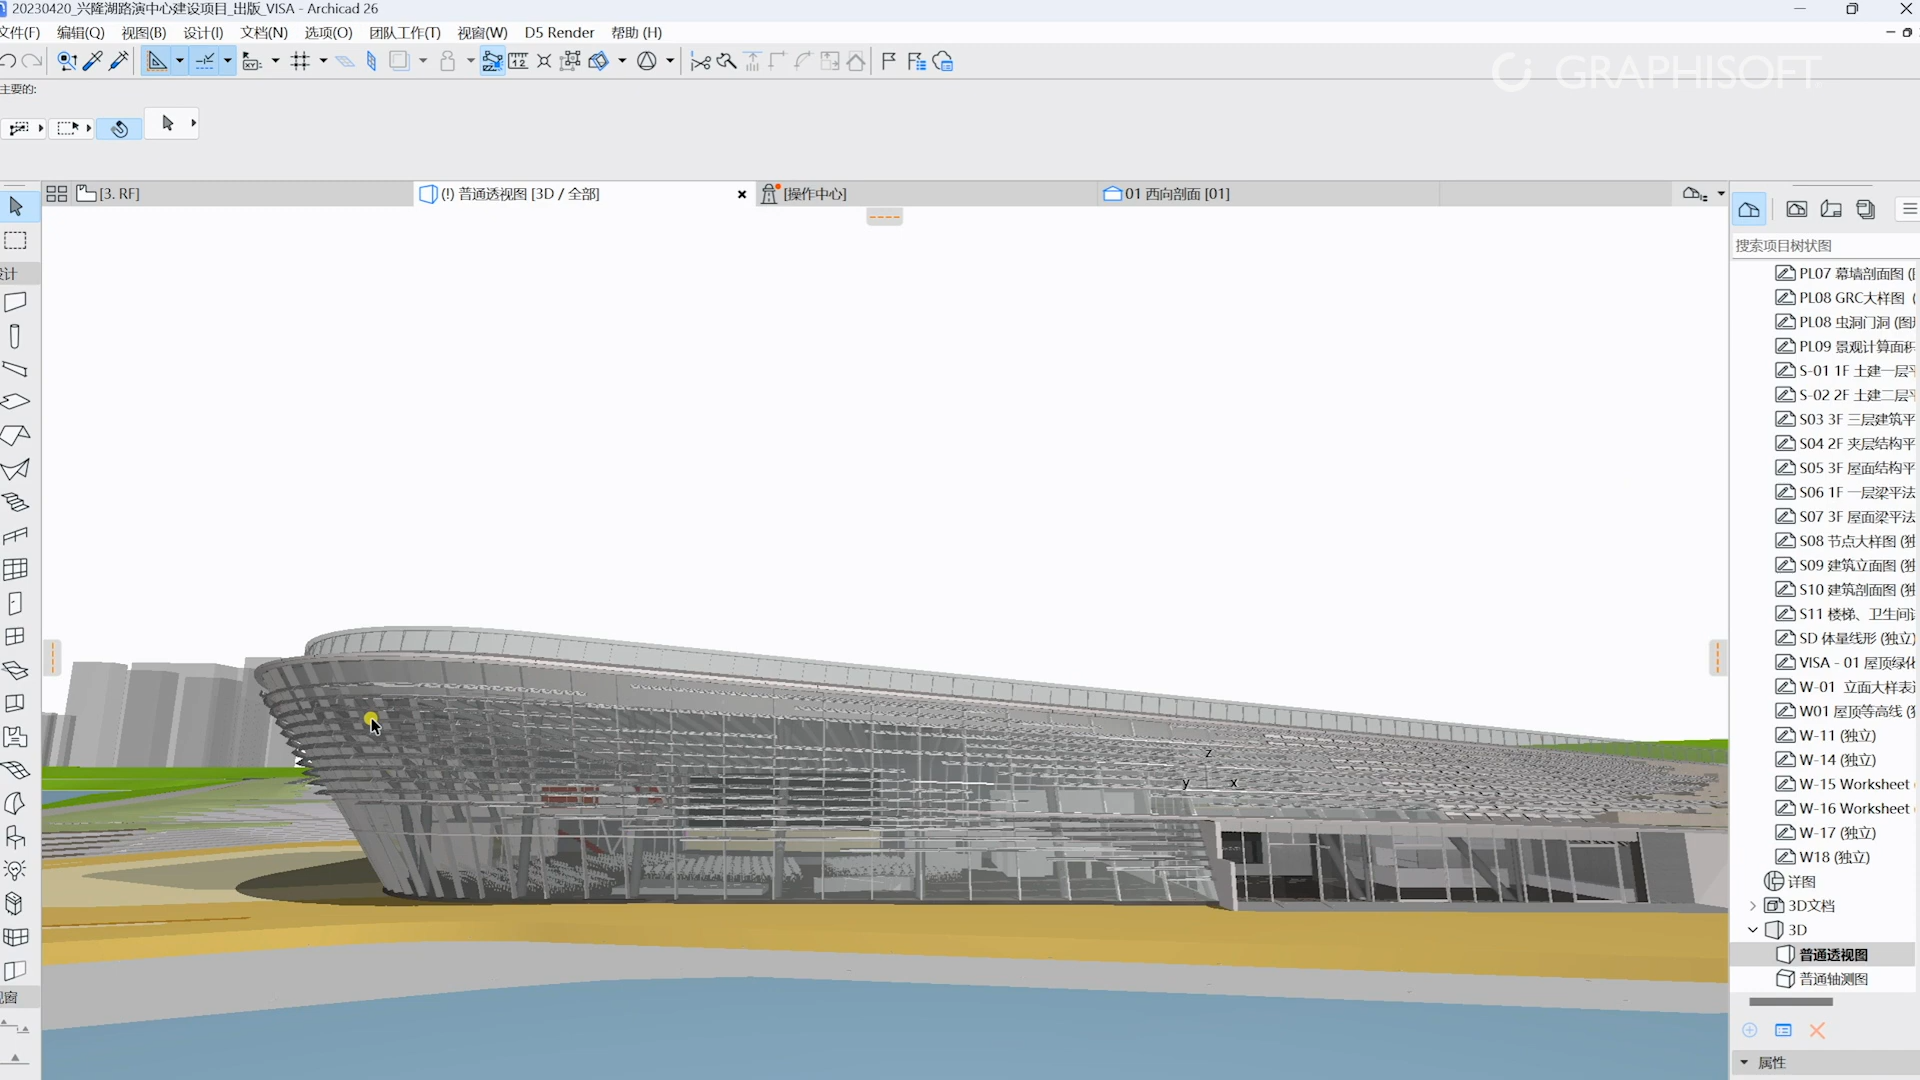 20230420_兴隆湖路演中心建设项目_出版_VISA - Archicad 26
文件(F) 编辑(Q) 视图(B) 设计(I) 文档(N) 选项(O) 团队工作(T) 视窗(W) D5 Render 帮助 (H)
GRAPHISOFT
主要的:
[3. RF]
(!) 普通透视图 [3D / 全部]
[操作中心]
01 西向剖面 [01]
搜索项目树状图
设计
PL07 幕墙剖面图
PL08 GRC大样图
PL08 虫洞门洞 (图
PL09 景观计算面积
S-01 1F 土建一层平
S-02 2F 土建二层平
S03 3F 三层建筑平
S04 2F 夹层结构平
S05 3F 屋面结构平
S06 1F 一层梁平法
S07 3F 屋面梁平法
S08 节点大样图 (独
S09 建筑立面图 (独
S10 建筑剖面图 (独
S11 楼梯、卫生间
SD 体量线形 (独立)
VISA - 01 屋顶绿化
W-01 立面大样表
W01 屋顶等高线 (
W-11 (独立)
W-14 (独立)
W-15 Worksheet
W-16 Worksheet
W-17 (独立)
W18 (独立)
详图
3D文档
3D
普通透视图
普通轴测图
属性
视窗
z
y x